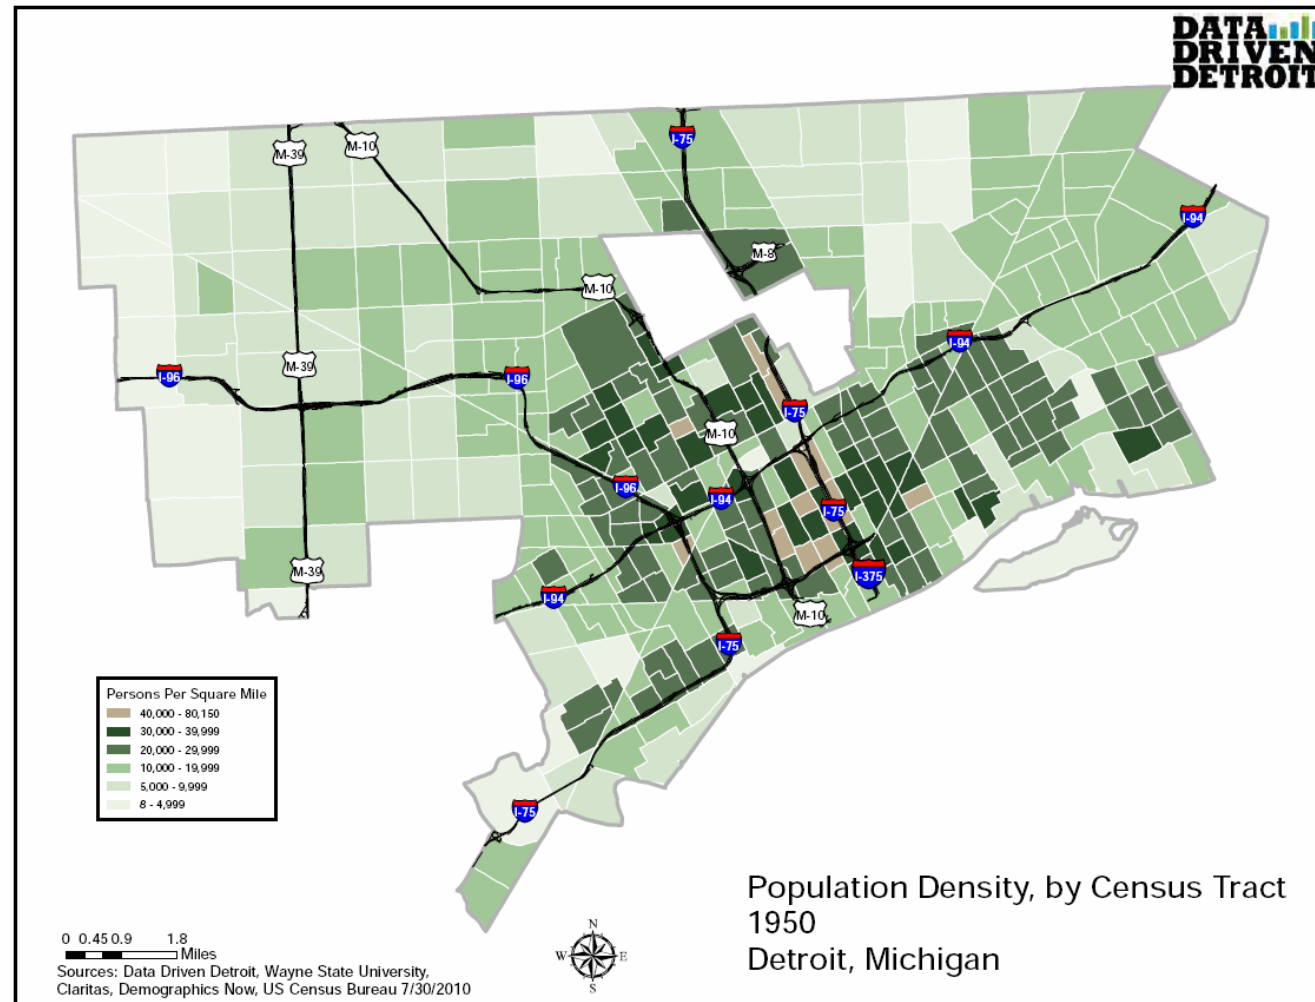 DATA
DRIVEN
DETROIT
I-75
M-39
M-10
I-94
M-8
M-10
I-94
M-39
I-96
I-96
I-75
M-10
I-96
I-94
I-75
M-39
I-375
I-94
M-10
I-75
I-75
Persons Per Square Mile
40,000 - 80,150
30,000 - 39,999
20,000 - 29,999
10,000 - 19,999
5,000 - 9,999
8 - 4,999
Population Density, by Census Tract
1950
Detroit, Michigan
0 0.45 0.9 1.8
Miles
Sources: Data Driven Detroit, Wayne State University,
Claritas, Demographics Now, US Census Bureau 7/30/2010
N
W E
S